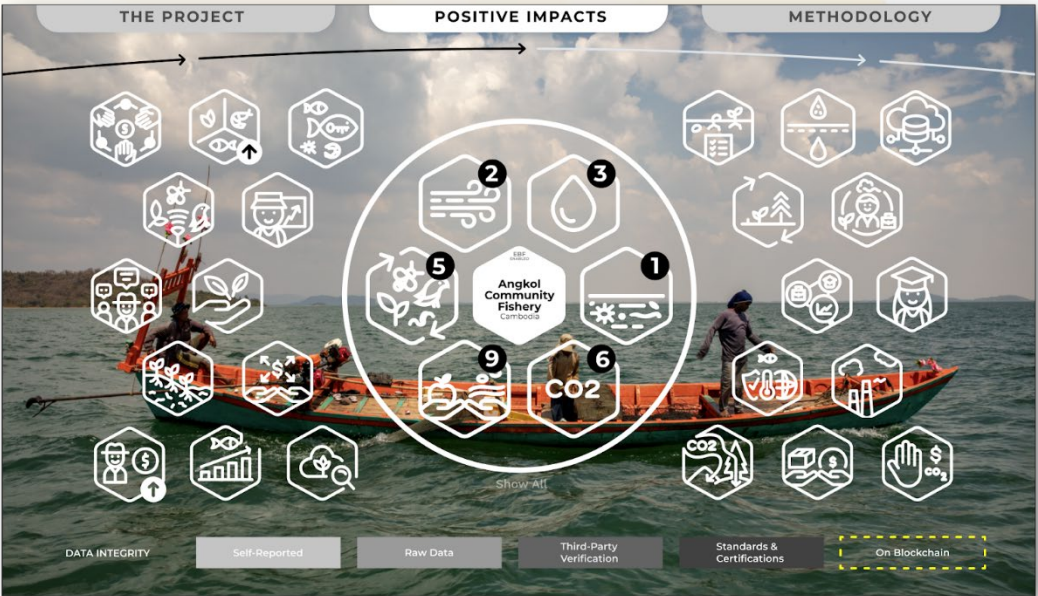 THE PROJECT
POSITIVE IMPACTS
METHODOLOGY
2
3
5
EBF
Angkol
Community
Fishery
Cambodia
1
9
6
CO2
CO2
CO2
Show All
DATA INTEGRITY
Self-Reported
Raw Data
Third-Party
Verification
Standards &
Certifications
On Blockchain